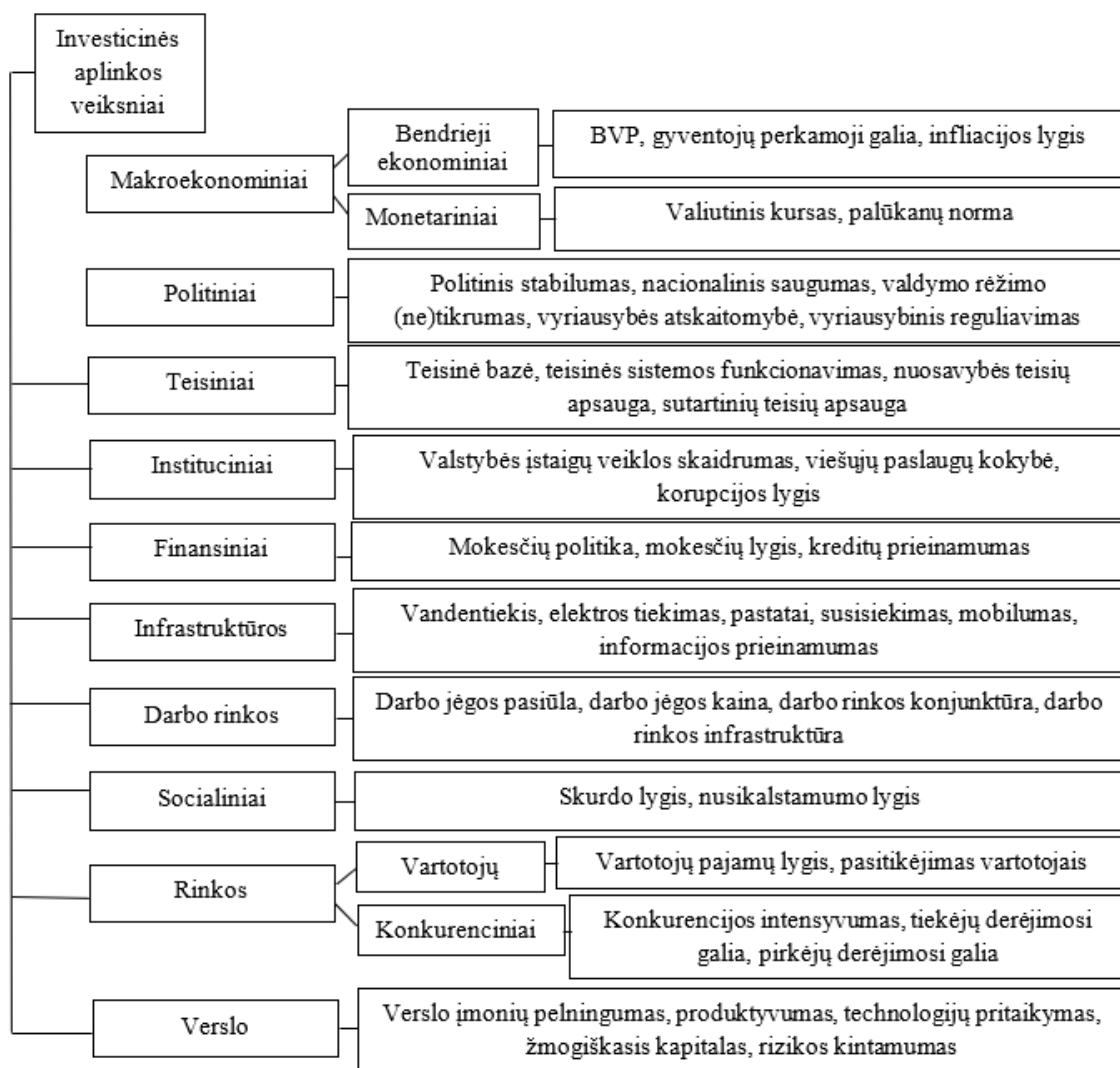 Investicinės
aplinkos
veiksniai
Makroekonominiai
Bendrieji
ekonominiai
BVP, gyventojų perkamoji galia, infliacijos lygis
Monetariniai
Valiutinis kursas, palūkanų norma
Politiniai
Politinis stabilumas, nacionalinis saugumas, valdymo rėžimo
(ne)tikrumas, vyriausybės atskaitomybė, vyriausybinis reguliavimas
Teisiniai
Teisinė bazė, teisinės sistemos funkcionavimas, nuosavybės teisių
apsauga, sutartinių teisių apsauga
Instituciniai
Valstybės įstaigų veiklos skaidrumas, viešųjų paslaugų kokybė,
korupcijos lygis
Finansiniai
Mokesčių politika, mokesčių lygis, kreditų prieinamumas
Infrastruktūros
Vandentiekis, elektros tiekimas, pastatai, susisiekimas, mobilumas,
informacijos prieinamumas
Darbo rinkos
Darbo jėgos pasiūla, darbo jėgos kaina, darbo rinkos konjunktūra, darbo
rinkos infrastruktūra
Socialiniai
Skurdo lygis, nusikalstamumo lygis
Rinkos
Vartotojų
Vartotojų pajamų lygis, pasitikėjimas vartotojais
Konkurenciniai
Konkurencijos intensyvumas, tiekėjų derėjimosi
galia, pirkėjų derėjimosi galia
Verslo
Verslo įmonių pelningumas, produktyvumas, technologijų pritaikymas,
žmogiškasis kapitalas, rizikos kintamumas